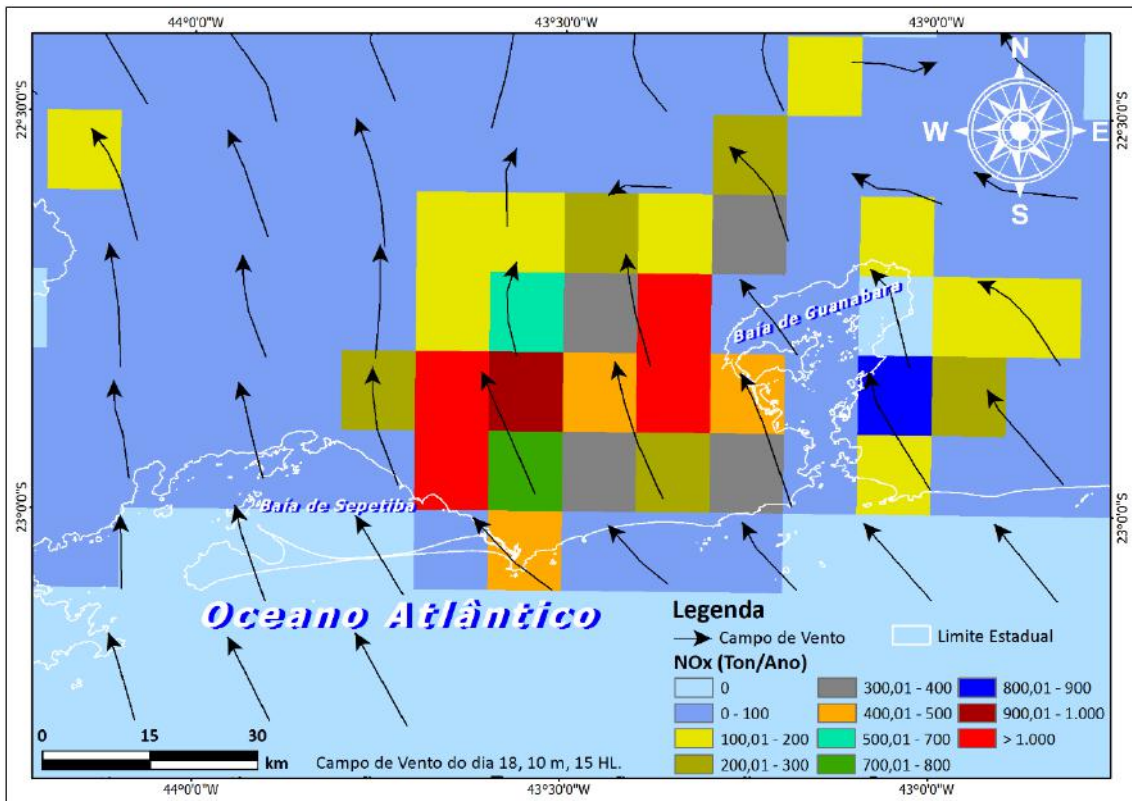 44°0'0"W 43°30'0"W 43°0'0"W
22°30'0"S 22°30'0"S
N
W E
S
Baía de Guanabara
Baía de Sepetiba
23°0'0"S 23°0'0"S
Oceano Atlântico
Legenda
Campo de Vento Limite Estadual
NOx (Ton/Ano)
0 300,01 - 400 800,01 - 900
0 - 100 400,01 - 500 900,01 - 1.000
100,01 - 200 500,01 - 700 > 1.000
200,01 - 300 700,01 - 800
0 15 30
km
Campo de Vento do dia 18, 10 m, 15 HL.
44°0'0"W 43°30'0"W 43°0'0"W